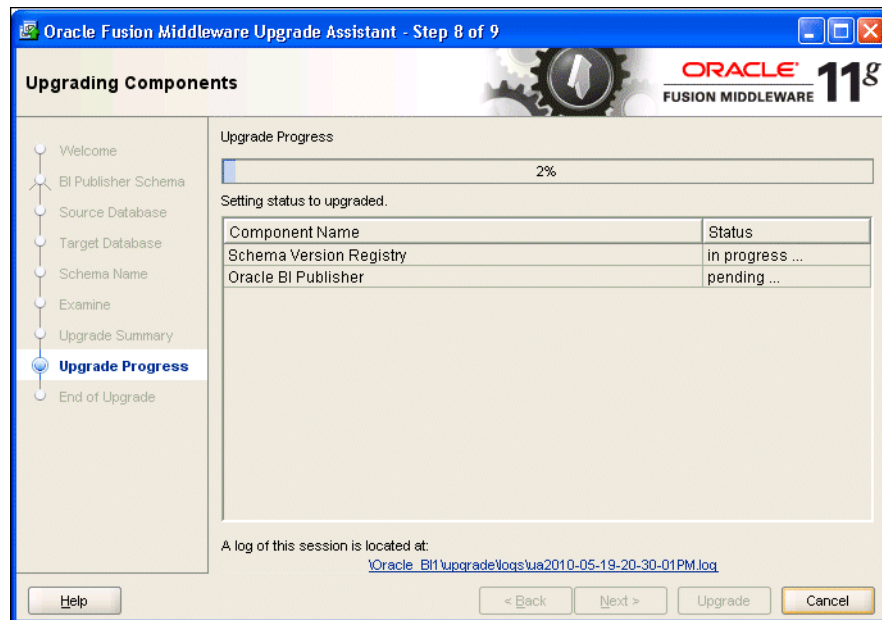 Oracle Fusion Middleware Upgrade Assistant - Step 8 of 9
Upgrading Components
ORACLE
FUSION MIDDLEWARE
11g
Welcome
BI Publisher Schema
Source Database
Target Database
Schema Name
Examine
Upgrade Summary
Upgrade Progress
End of Upgrade
Upgrade Progress
2%
Setting status to upgraded.
Component Name Status
Schema Version Registry in progress ...
Oracle BI Publisher pending ...
A log of this session is located at:
\Oracle_BI1\upgrade\logs\ua2010-05-19-20-30-01PM.log
Help < Back Next > Upgrade Cancel